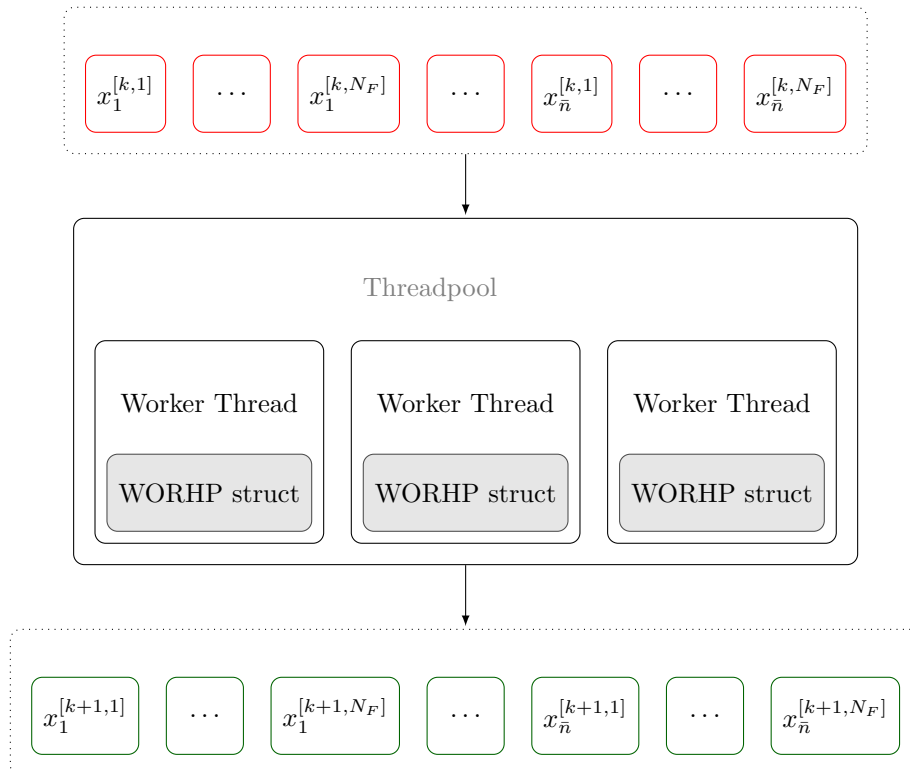 $x_1^{[k,1]}$ ⋯ $x_1^{[k,N_F]}$ ⋯ $x_{\bar{n}}^{[k,1]}$ ⋯ $x_{\bar{n}}^{[k,N_F]}$
Threadpool
Worker Thread Worker Thread Worker Thread
WORHP struct WORHP struct WORHP struct
$x_1^{[k+1,1]}$ ⋯ $x_1^{[k+1,N_F]}$ ⋯ $x_{\bar{n}}^{[k+1,1]}$ ⋯ $x_{\bar{n}}^{[k+1,N_F]}$